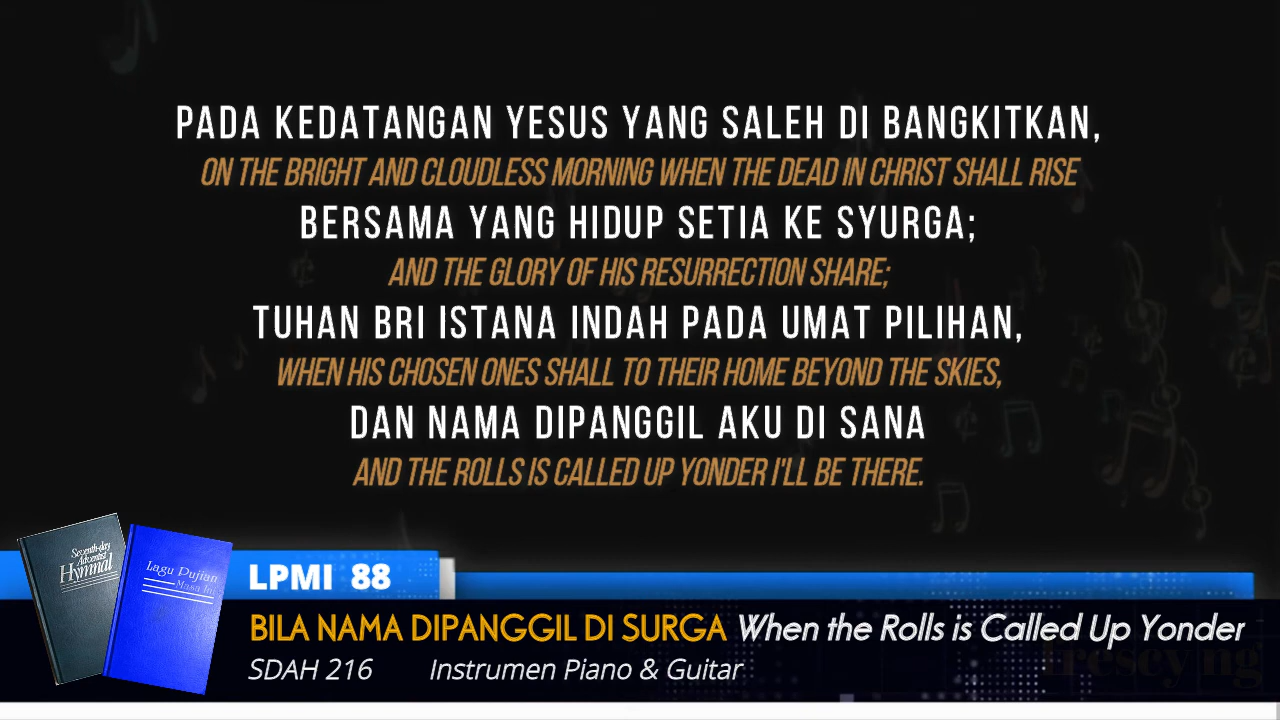 PADA KEDATANGAN YESUS YANG SALEH DI BANGKITKAN,
ON THE BRIGHT AND CLOUDLESS MORNING WHEN THE DEAD IN CHRIST SHALL RISE
BERSAMA YANG HIDUP SETIA KE SYURGA;
AND THE GLORY OF HIS RESURRECTION SHARE;
TUHAN BRI ISTANA INDAH PADA UMAT PILIHAN,
WHEN HIS CHOSEN ONES SHALL TO THEIR HOME BEYOND THE SKIES,
DAN NAMA DIPANGGIL AKU DI SANA
AND THE ROLLS IS CALLED UP YONDER I'LL BE THERE.
Seventh-day
Adventist
Hymnal
Lagu Pujian
Masa Ini
LPMI 88
BILA NAMA DIPANGGIL DI SURGA When the Rolls is Called Up Yonder
SDAH 216 Instrumen Piano & Guitar